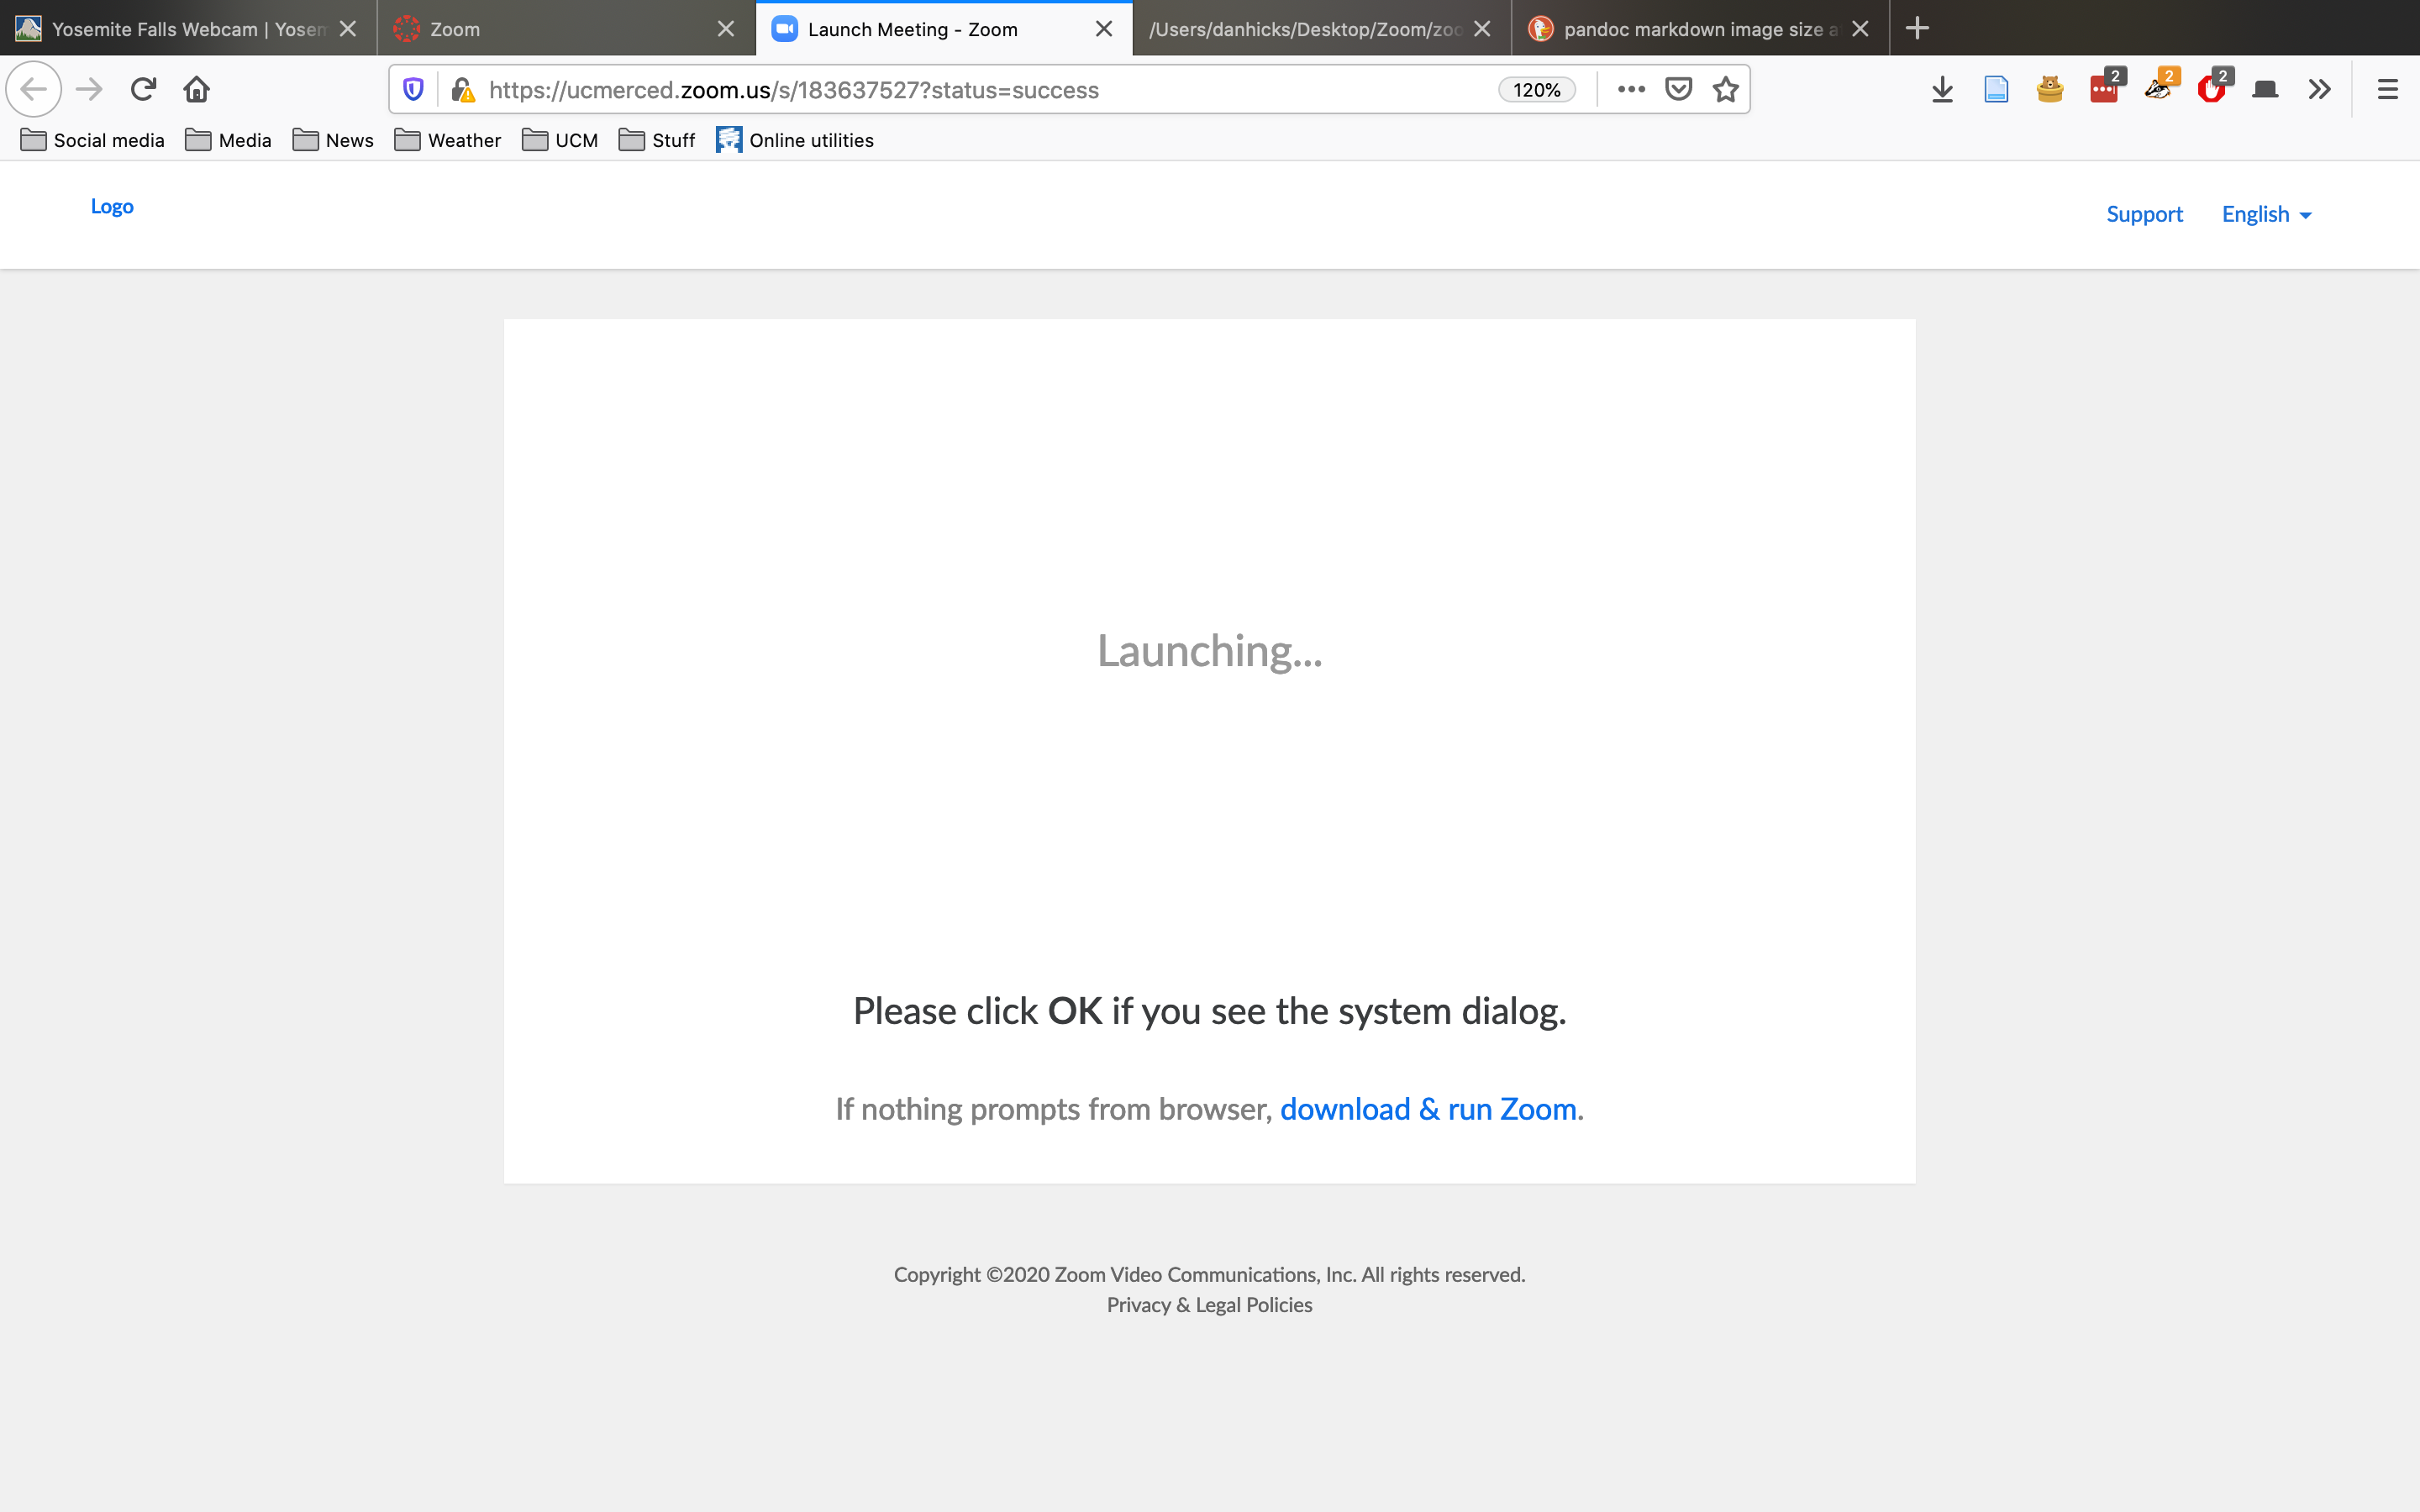 Yosemite Falls Webcam | Yosem
Zoom
Launch Meeting - Zoom
/Users/danhicks/Desktop/Zoom/zoo
pandoc markdown image size a
https://ucmerced.zoom.us/s/183637527?status=success
120%
2
2
2
Social media
Media
News
Weather
UCM
Stuff
Online utilities
Logo
Support
English
Launching...
Please click OK if you see the system dialog.
If nothing prompts from browser, download & run Zoom.
Copyright ©2020 Zoom Video Communications, Inc. All rights reserved.
Privacy & Legal Policies